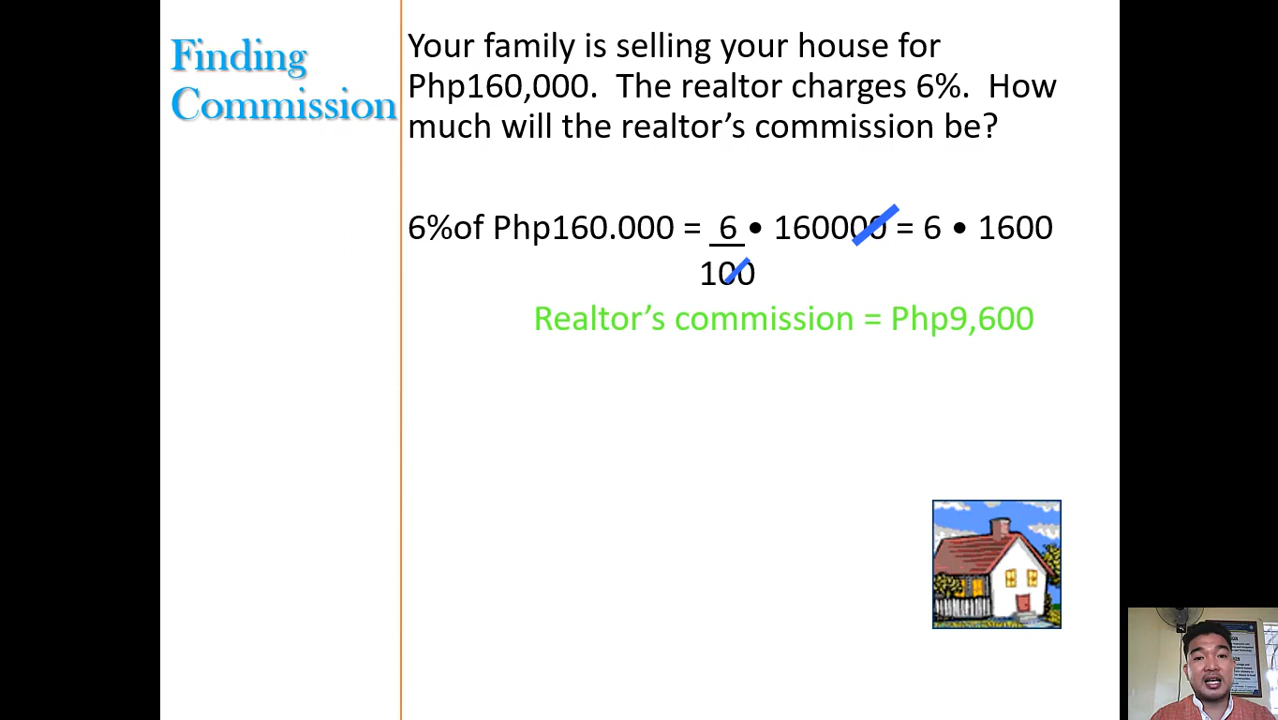 Finding
Commission
Your family is selling your house for
Php160,000.  The realtor charges 6%.  How
much will the realtor’s commission be?
6%of Php160.000 = 6 • 160000 = 6 • 1600
100
Realtor’s commission = Php9,600